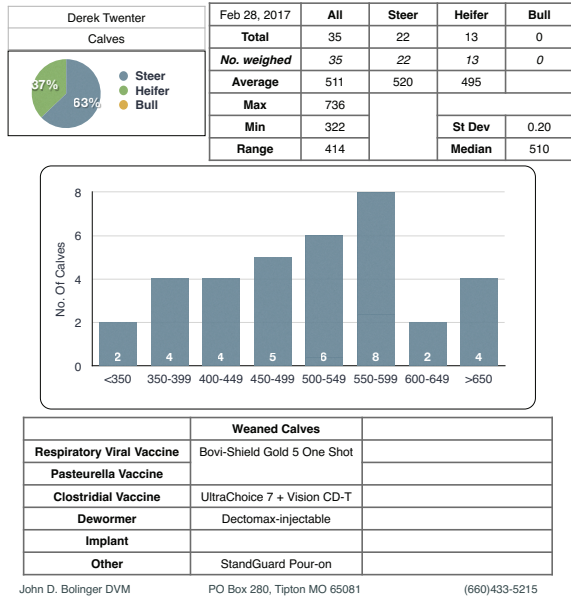 Derek Twenter
Calves
37%
63%
Steer
Heifer
Bull
Feb 28, 2017 All Steer Heifer Bull
Total 35 22 13 0
No. weighed 35 22 13 0
Average 511 520 495
Max 736
Min 322 St Dev 0.20
Range 414 Median 510
No. Of Calves
8
6
4
2
0
2 4 4 5 6 8 2 4
<350 350-399 400-449 450-499 500-549 550-599 600-649 >650
Weaned Calves
Respiratory Viral Vaccine Bovi-Shield Gold 5 One Shot
Pasteurella Vaccine
Clostridial Vaccine UltraChoice 7 + Vision CD-T
Dewormer Dectomax-injectable
Implant
Other StandGuard Pour-on
John D. Bolinger DVM PO Box 280, Tipton MO 65081 (660)433-5215